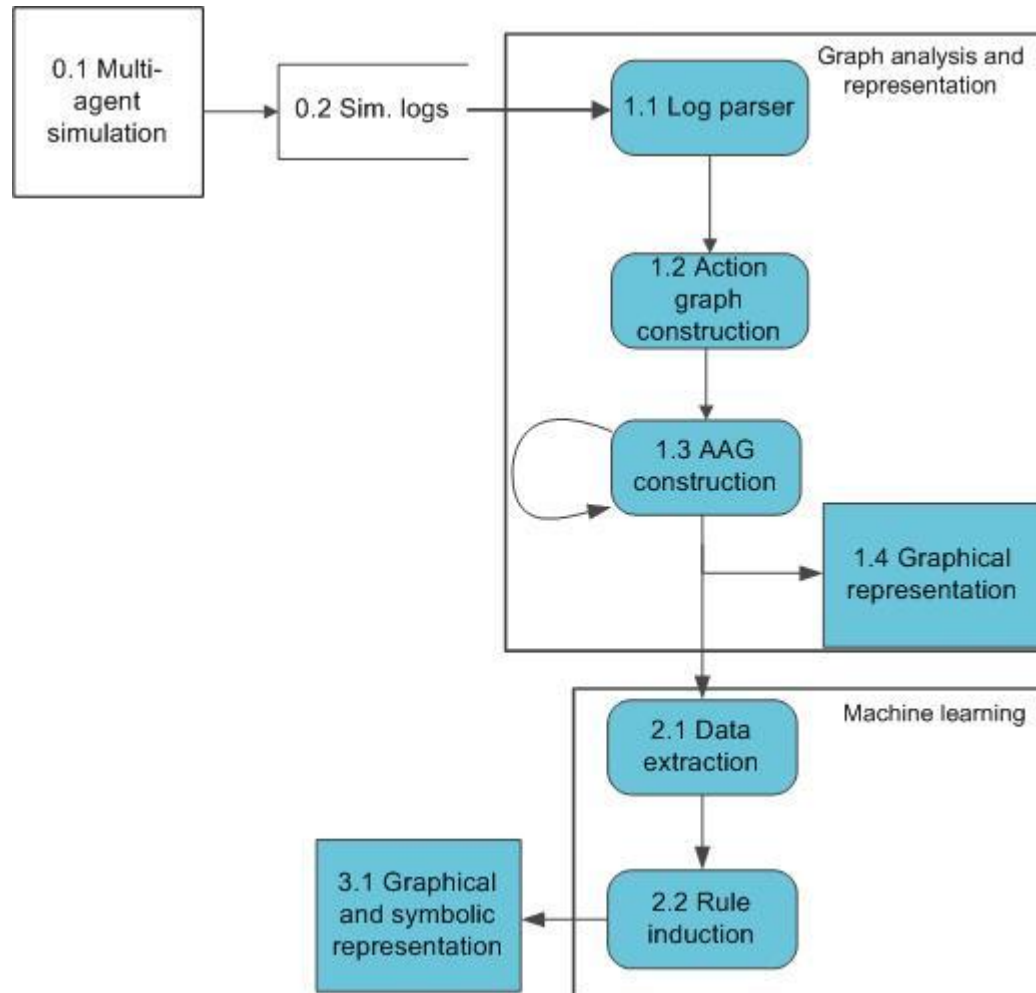 0.1 Multi-
agent
simulation
0.2 Sim. logs
Graph analysis and
representation
1.1 Log parser
1.2 Action
graph
construction
1.3 AAG
construction
1.4 Graphical
representation
Machine learning
2.1 Data
extraction
2.2 Rule
induction
3.1 Graphical
and symbolic
representation